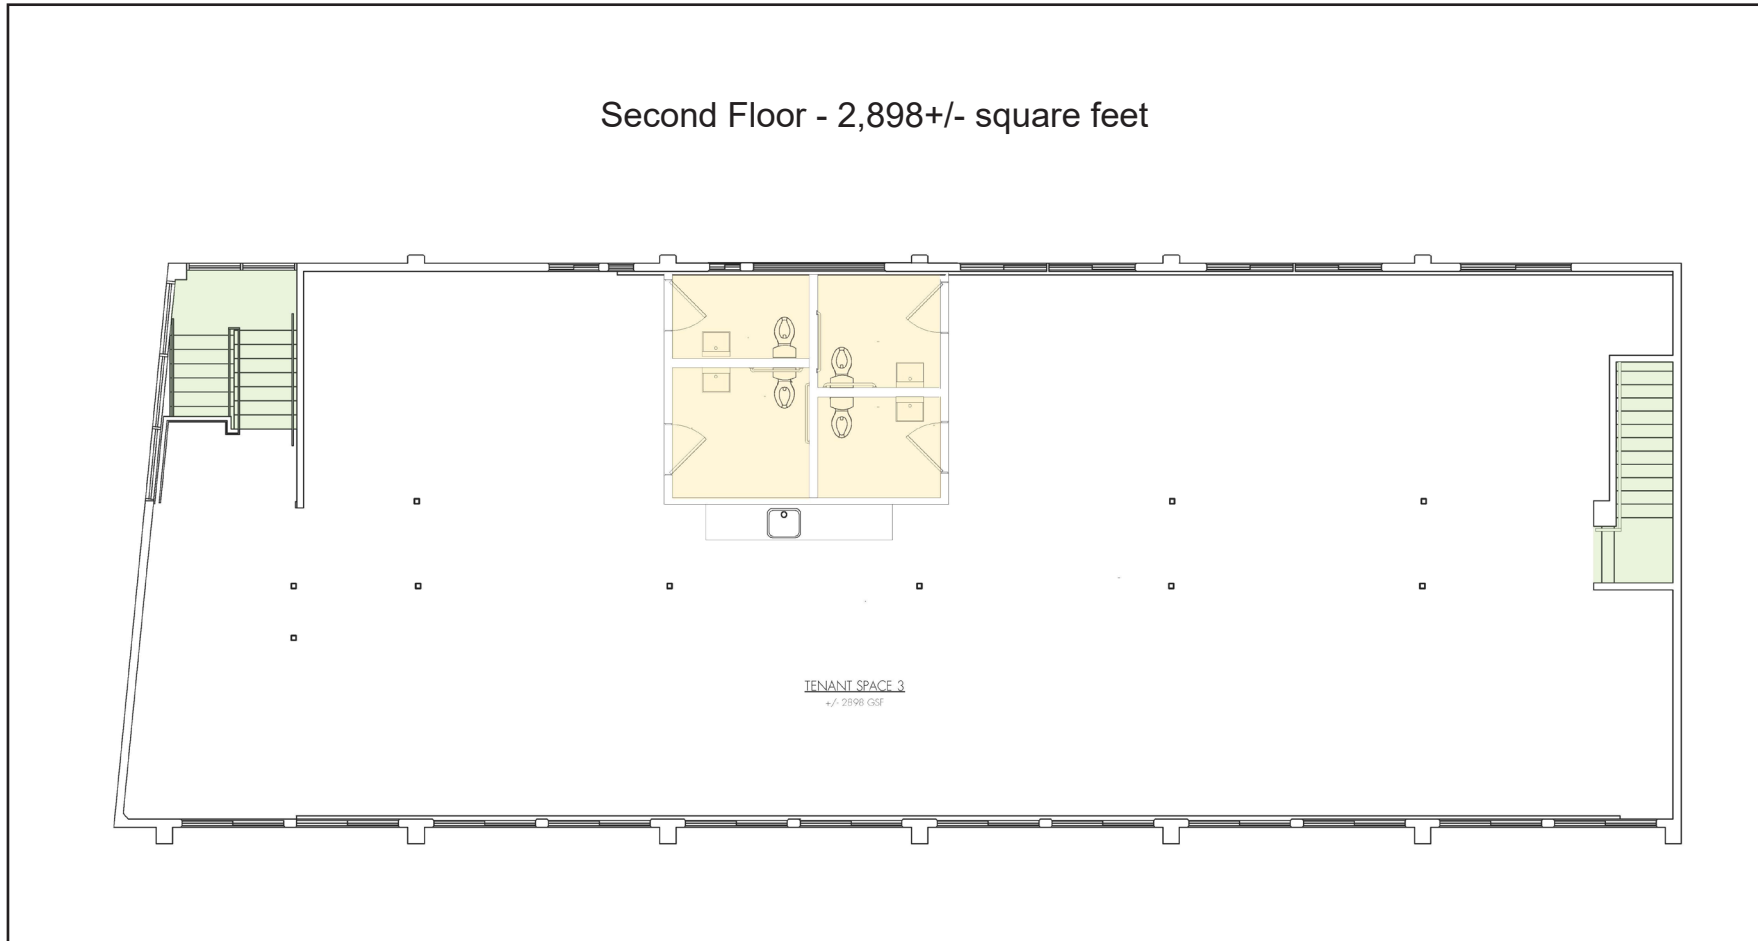 Second Floor - 2,898+/- square feet
TENANT SPACE 3
+/- 2898 GSF